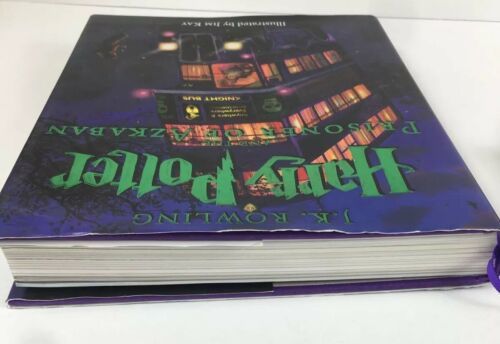 J.K. ROWLING
Harry Potter
AND THE
PRISONER OF AZKABAN
KNIGHT BUS
Illustrated by JIM KAY